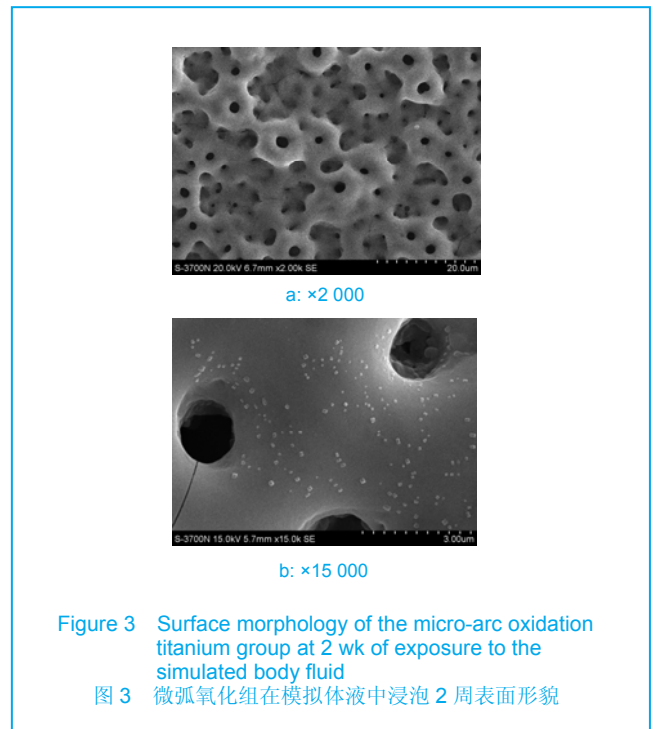 S-3700N 20.0kV 6.7mm x2.00k SE 20.0um
a: ×2 000
S-3700N 15.0kV 5.7mm x15.0k SE 3.00um
b: ×15 000
Figure 3 Surface morphology of the micro-arc oxidation
titanium group at 2 wk of exposure to the
simulated body fluid
图 3 微弧氧化组在模拟体液中浸泡 2 周表面形貌